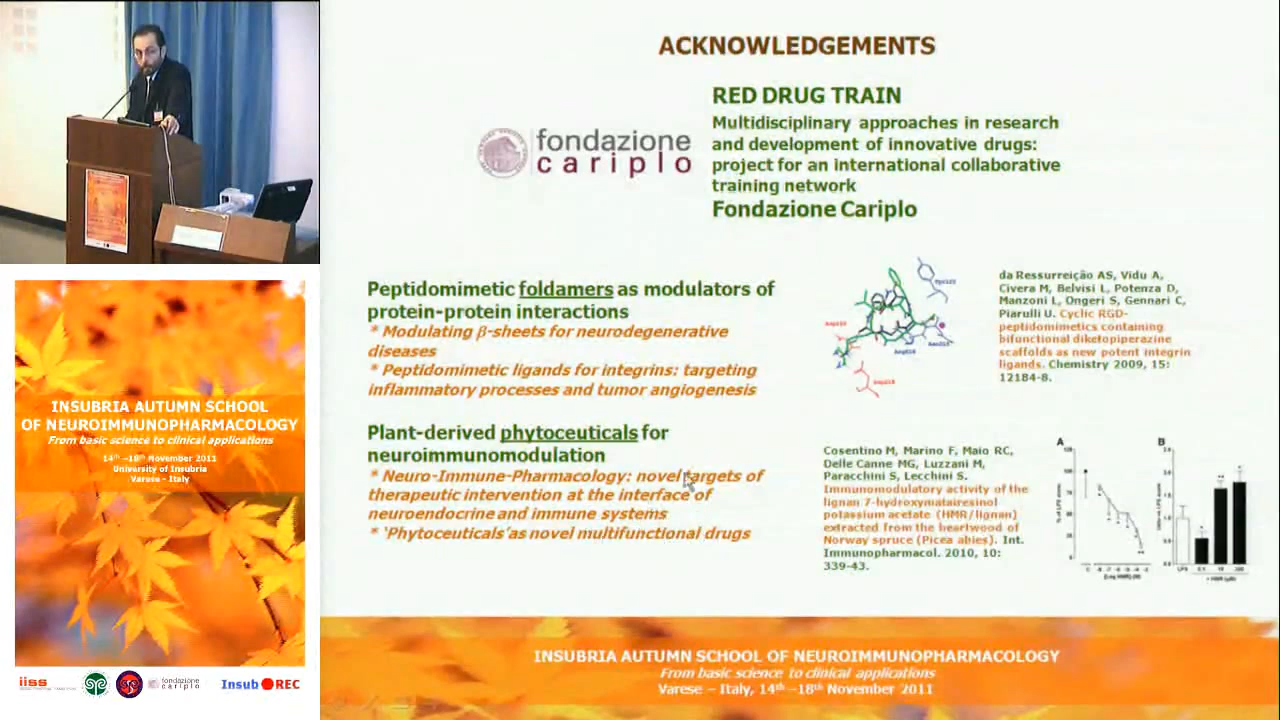 ACKNOWLEDGEMENTS
RED DRUG TRAIN
Multidisciplinary approaches in research
and development of innovative drugs:
project for an international collaborative
training network
Fondazione Cariplo
fondazione
cariplo
Peptidomimetic foldamers as modulators of
protein-protein interactions
* Modulating β-sheets for neurodegenerative
diseases
* Peptidomimetic ligands for integrins: targeting
inflammatory processes and tumor angiogenesis
da Ressurreição AS, Vidu A,
Civera M, Belvisi L, Potenza D,
Manzoni L, Ongeri S, Gennari C,
Piarulli U. Cyclic RGD-
peptidomimetics containing
bifunctional diketopiperazine
scaffolds as new potent integrin
ligands. Chemistry 2009, 15:
12184-8.
Plant-derived phytoceuticals for
neuroimmunomodulation
* Neuro-Immune-Pharmacology: novel targets of
therapeutic intervention at the interface of
neuroendocrine and immune systems
* 'Phytoceuticals'as novel multifunctional drugs
Cosentino M, Marino F, Maio RC,
Delle Canne MG, Luzzani M,
Paracchini S, Lecchini S.
Immunomodulatory activity of the
lignan 7-hydroxymatairesinol
potassium acetate (HMR/lignan)
extracted from the heartwood of
Norway spruce (Picea abies). Int.
Immunopharmacol. 2010, 10:
339-43.
A
B
INSUBRIA AUTUMN SCHOOL
OF NEUROIMMUNOPHARMACOLOGY
From basic science to clinical applications
14th -18th November 2011
University of Insubria
Varese - Italy
iiss
fondazione
cariplo
Insub REC
INSUBRIA AUTUMN SCHOOL OF NEUROIMMUNOPHARMACOLOGY
From basic science to clinical applications
Varese – Italy, 14th –18th November 2011